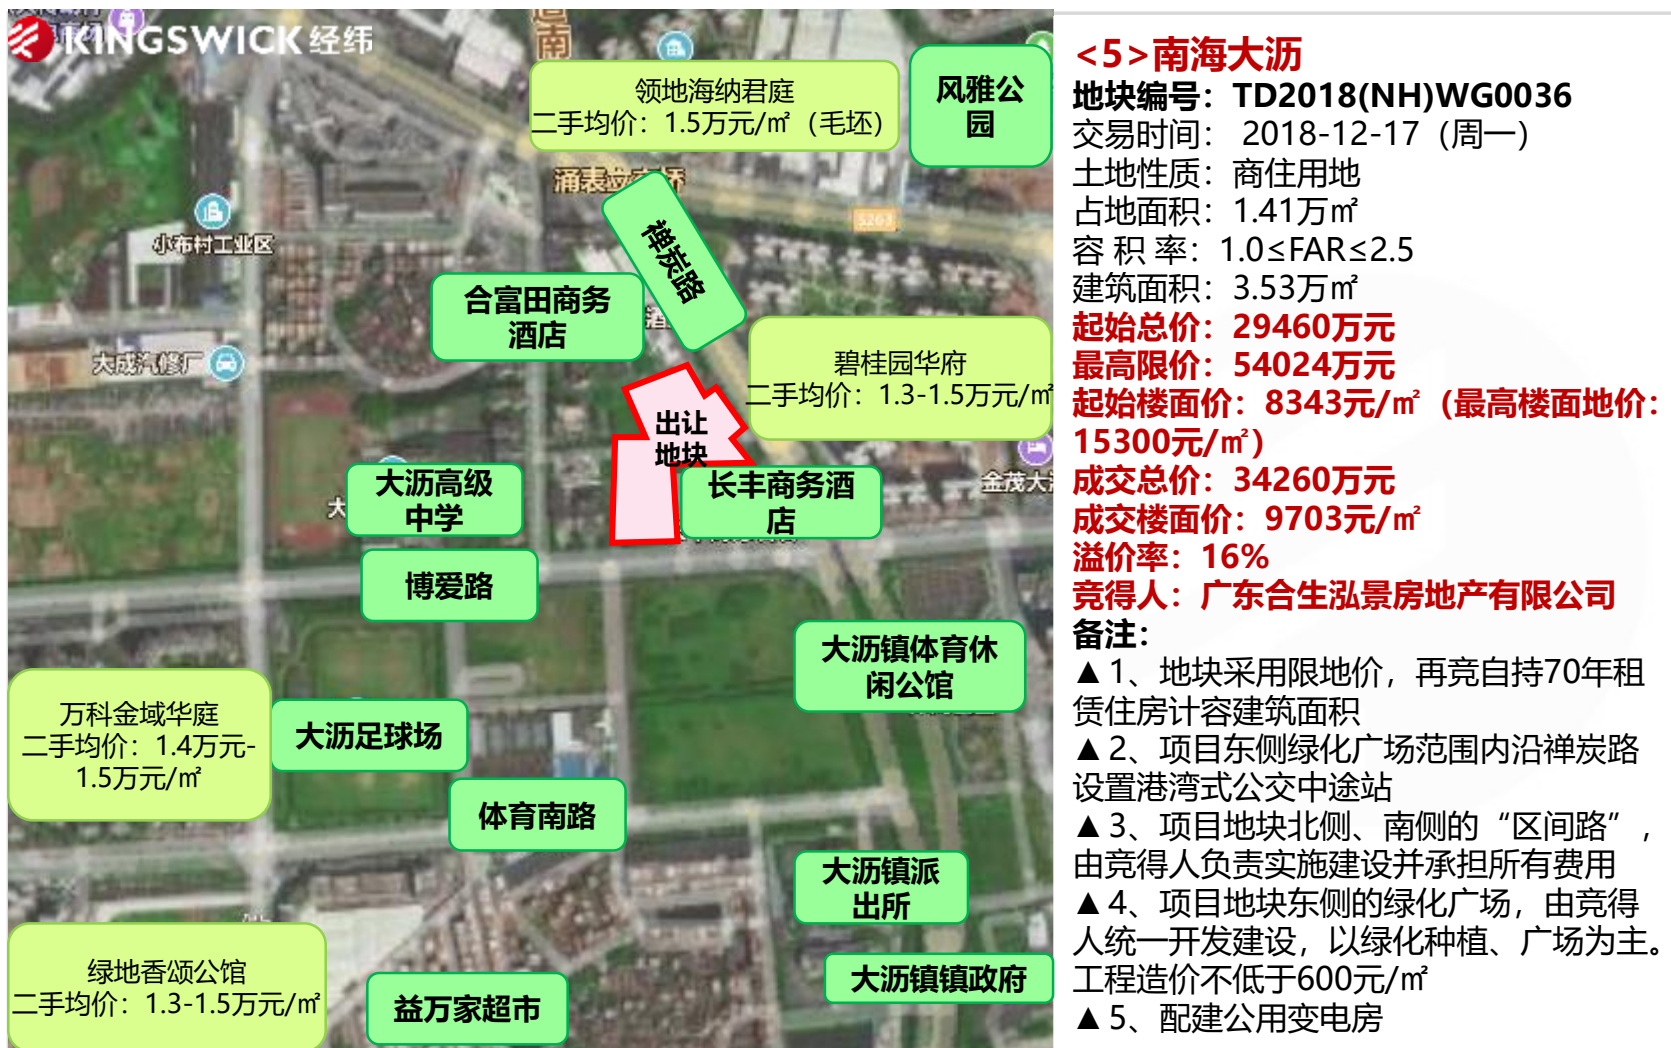 KINGSWICK 经纬
领地海纳君庭
二手均价：1.5万元/㎡（毛坯）
风雅公
园
涌表立交桥
禅炭路
S263
小布村工业区
合富田商务
酒店
大成汽修厂
碧桂园华府
二手均价：1.3-1.5万元/㎡
出让
地块
大沥高级
中学
长丰商务酒
店
金茂大沥
博爱路
大沥镇体育休
闲公馆
万科金域华庭
二手均价：1.4万元-
1.5万元/㎡
大沥足球场
体育南路
大沥镇派
出所
绿地香颂公馆
二手均价：1.3-1.5万元/㎡
益万家超市
大沥镇镇政府
<5>南海大沥
地块编号：TD2018(NH)WG0036
交易时间： 2018-12-17（周一）
土地性质：商住用地
占地面积：1.41万㎡
容 积 率：1.0≤FAR≤2.5
建筑面积：3.53万㎡
起始总价：29460万元
最高限价：54024万元
起始楼面价：8343元/㎡（最高楼面地价：
15300元/㎡）
成交总价：34260万元
成交楼面价：9703元/㎡
溢价率：16%
竞得人：广东合生泓景房地产有限公司
备注：
▲1、地块采用限地价，再竞自持70年租
赁住房计容建筑面积
▲2、项目东侧绿化广场范围内沿禅炭路
设置港湾式公交中途站
▲3、项目地块北侧、南侧的“区间路”，
由竞得人负责实施建设并承担所有费用
▲4、项目地块东侧的绿化广场，由竞得
人统一开发建设，以绿化种植、广场为主。
工程造价不低于600元/㎡
▲5、配建公用变电房